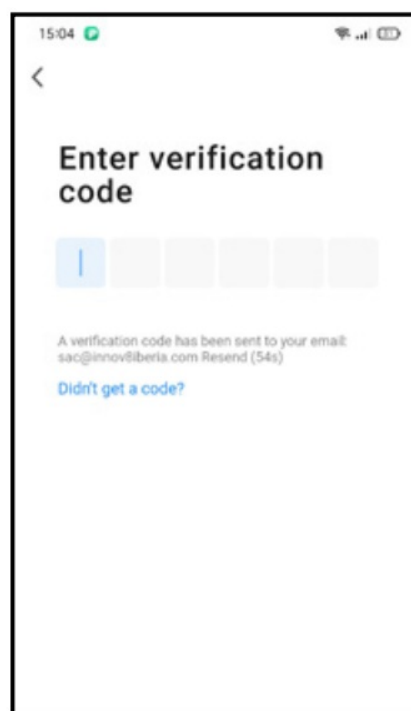 15:04
Enter verification
code
A verification code has been sent to your email:
sac@innov8iberia.com Resend (54s)
Didn't get a code?